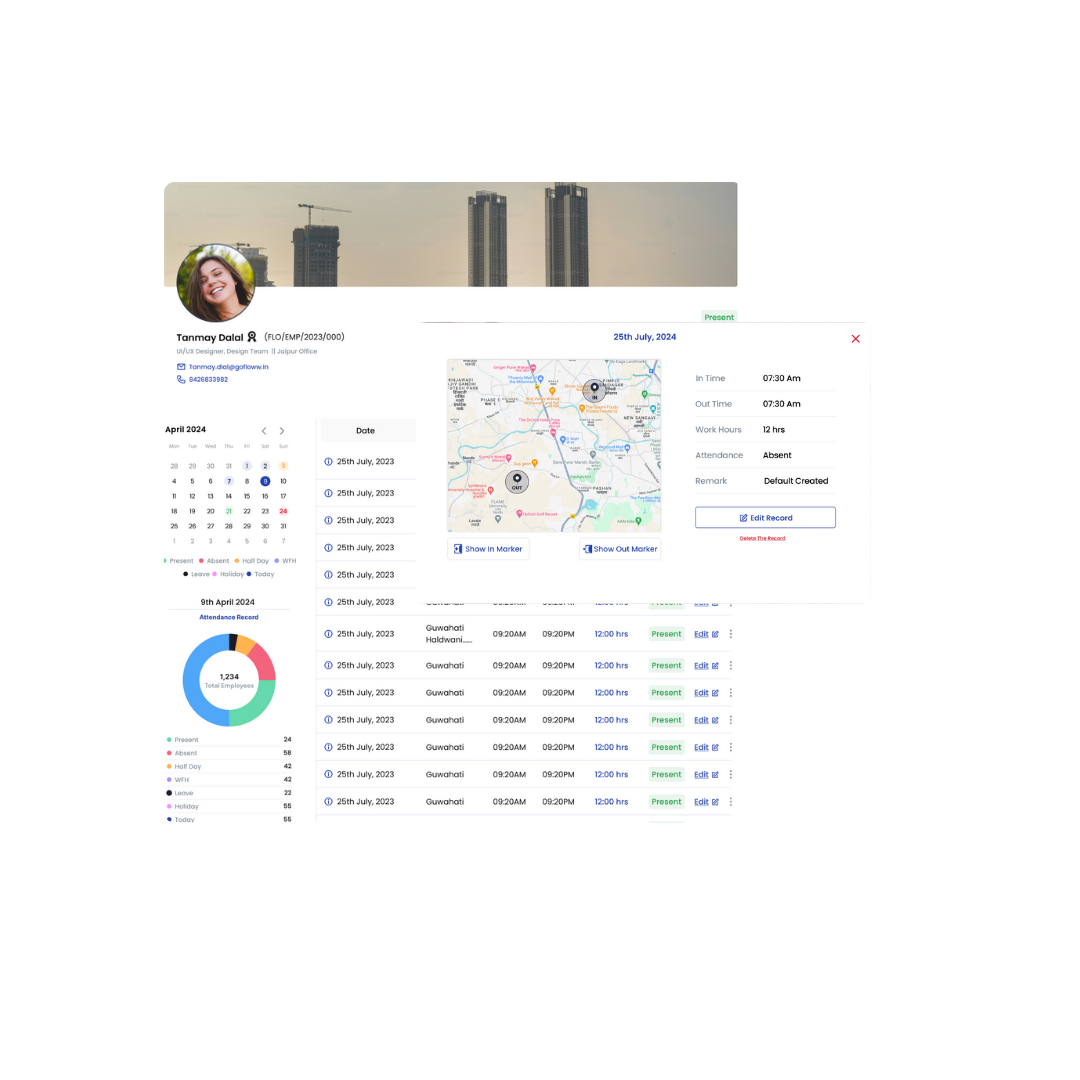 Present
Tanmay Dalal (FLO/EMP/2023/000)
UI/UX Designer, Design Team || Jaipur Office
Tanmay.dlal@gofloww.in
8426833982
25th July, 2024
IN
OUT
Show In Marker
Show Out Marker
In Time 07:30 Am
Out Time 07:30 Am
Work Hours 12 hrs
Attendance Absent
Remark Default Created
Edit Record
Delete The Record
April 2024
Mon Tue Wed Thu Fri Sat Sun
28 29 30 31 1 2 3
4 5 6 7 8 9 10
11 12 13 14 15 16 17
18 19 20 21 22 23 24
25 26 27 28 29 30 31
1 2 3 4 5 6 7
Present Absent Half Day WFH
Leave Holiday Today
9th April 2024
Attendance Record
1,234
Total Employees
Present 24
Absent 58
Half Day 42
WFH 42
Leave 22
Holiday 55
Today 55
Date
25th July, 2023
25th July, 2023
25th July, 2023
25th July, 2023
25th July, 2023
25th July, 2023 Guwahati 09:20AM 09:20PM 12:00 hrs Present Edit
25th July, 2023 Guwahati Haldwani,... 09:20AM 09:20PM 12:00 hrs Present Edit
25th July, 2023 Guwahati 09:20AM 09:20PM 12:00 hrs Present Edit
25th July, 2023 Guwahati 09:20AM 09:20PM 12:00 hrs Present Edit
25th July, 2023 Guwahati 09:20AM 09:20PM 12:00 hrs Present Edit
25th July, 2023 Guwahati 09:20AM 09:20PM 12:00 hrs Present Edit
25th July, 2023 Guwahati 09:20AM 09:20PM 12:00 hrs Present Edit
25th July, 2023 Guwahati 09:20AM 09:20PM 12:00 hrs Present Edit